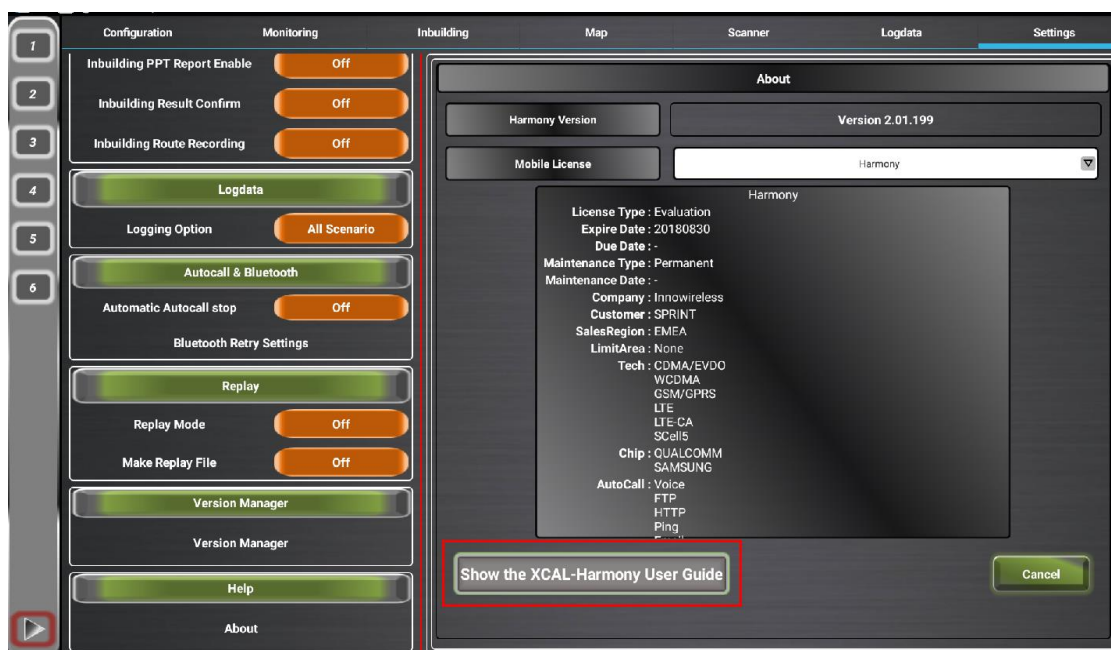 Configuration Monitoring Inbuilding Map Scanner Logdata Settings
1
2
3
4
5
6
Inbuilding PPT Report Enable Off
Inbuilding Result Confirm Off
Inbuilding Route Recording Off
Logdata
Logging Option All Scenario
Autocall & Bluetooth
Automatic Autocall stop Off
Bluetooth Retry Settings
Replay
Replay Mode Off
Make Replay File Off
Version Manager
Version Manager
Help
About
About
Harmony Version Version 2.01.199
Mobile License Harmony
Harmony
License Type : Evaluation
Expire Date : 20180830
Due Date : -
Maintenance Type : Permanent
Maintenance Date : -
Company : Innowireless
Customer : SPRINT
SalesRegion : EMEA
LimitArea : None
Tech : CDMA/EVDO
WCDMA
GSM/GPRS
LTE
LTE-CA
SCell5
Chip : QUALCOMM
SAMSUNG
AutoCall : Voice
FTP
HTTP
Ping
Show the XCAL-Harmony User Guide
Cancel